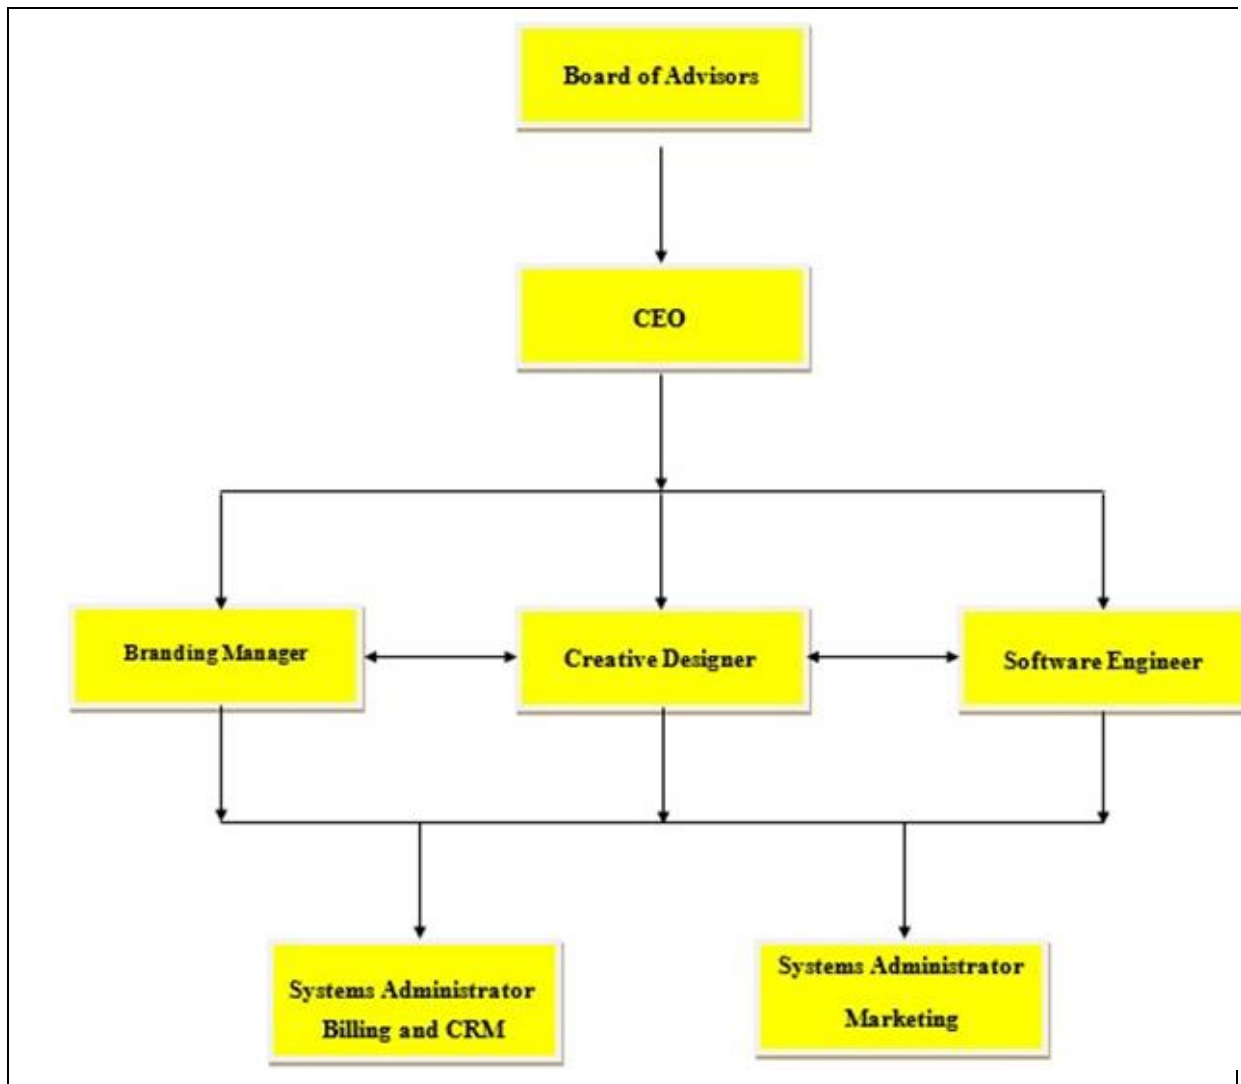 Board of Advisors
CEO
Branding Manager
Creative Designer
Software Engineer
Systems Administrator
Billing and CRM
Systems Administrator
Marketing